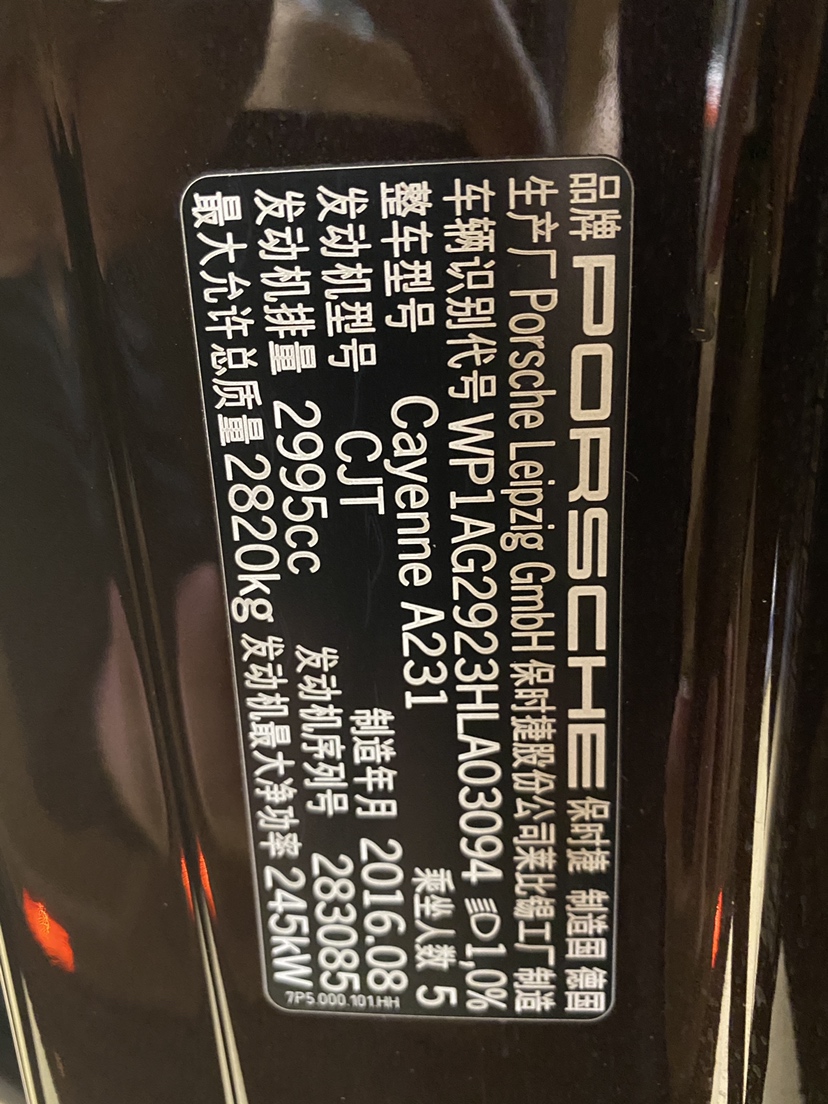 品牌 PORSCHE 保时捷 制造国 德国
生产厂 Porsche Leipzig GmbH 保时捷股份公司莱比锡工厂制造
车辆识别代号 WP1AG2923HLA03094 1,0%
整车型号 Cayenne A231 乘坐人数 5
发动机型号 CJT 制造年月 2016.08
发动机排量 2995cc 发动机序列号 283085
最大允许总质量 2820kg 发动机最大净功率 245kW
7P5.000.101.HH